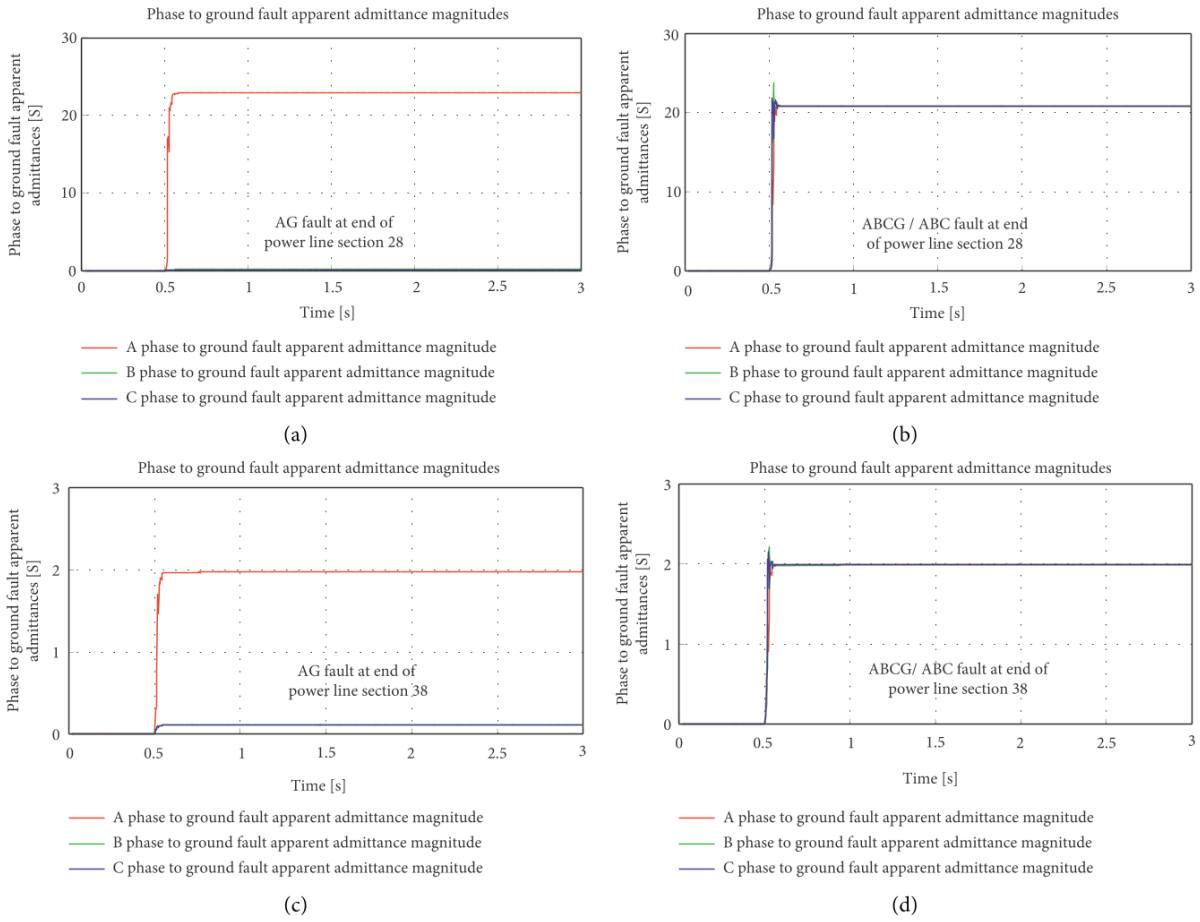 Phase to ground fault apparent admittance magnitudes
Phase to ground fault apparent
admittances [S]
30
20
10
0
AG fault at end of
power line section 28
0
0.5
1
1.5
2
2.5
3
Time [s]
A phase to ground fault apparent admittance magnitude
B phase to ground fault apparent admittance magnitude
C phase to ground fault apparent admittance magnitude
(a)
Phase to ground fault apparent admittance magnitudes
Phase to ground fault apparent
admittances [S]
30
20
10
0
ABCG / ABC fault at end
of power line section 28
0
0.5
1
1.5
2
2.5
3
Time [s]
A phase to ground fault apparent admittance magnitude
B phase to ground fault apparent admittance magnitude
C phase to ground fault apparent admittance magnitude
(b)
Phase to ground fault apparent admittance magnitudes
Phase to ground fault apparent
admittances [S]
3
2
1
0
AG fault at end of
power line section 38
0
0.5
1
1.5
2
2.5
3
Time [s]
A phase to ground fault apparent admittance magnitude
B phase to ground fault apparent admittance magnitude
C phase to ground fault apparent admittance magnitude
(c)
Phase to ground fault apparent admittance magnitudes
Phase to ground fault apparent
admittances [S]
3
2
1
0
ABCG/ ABC fault at end of
power line section 38
0
0.5
1
1.5
2
2.5
3
Time [s]
A phase to ground fault apparent admittance magnitude
B phase to ground fault apparent admittance magnitude
C phase to ground fault apparent admittance magnitude
(d)